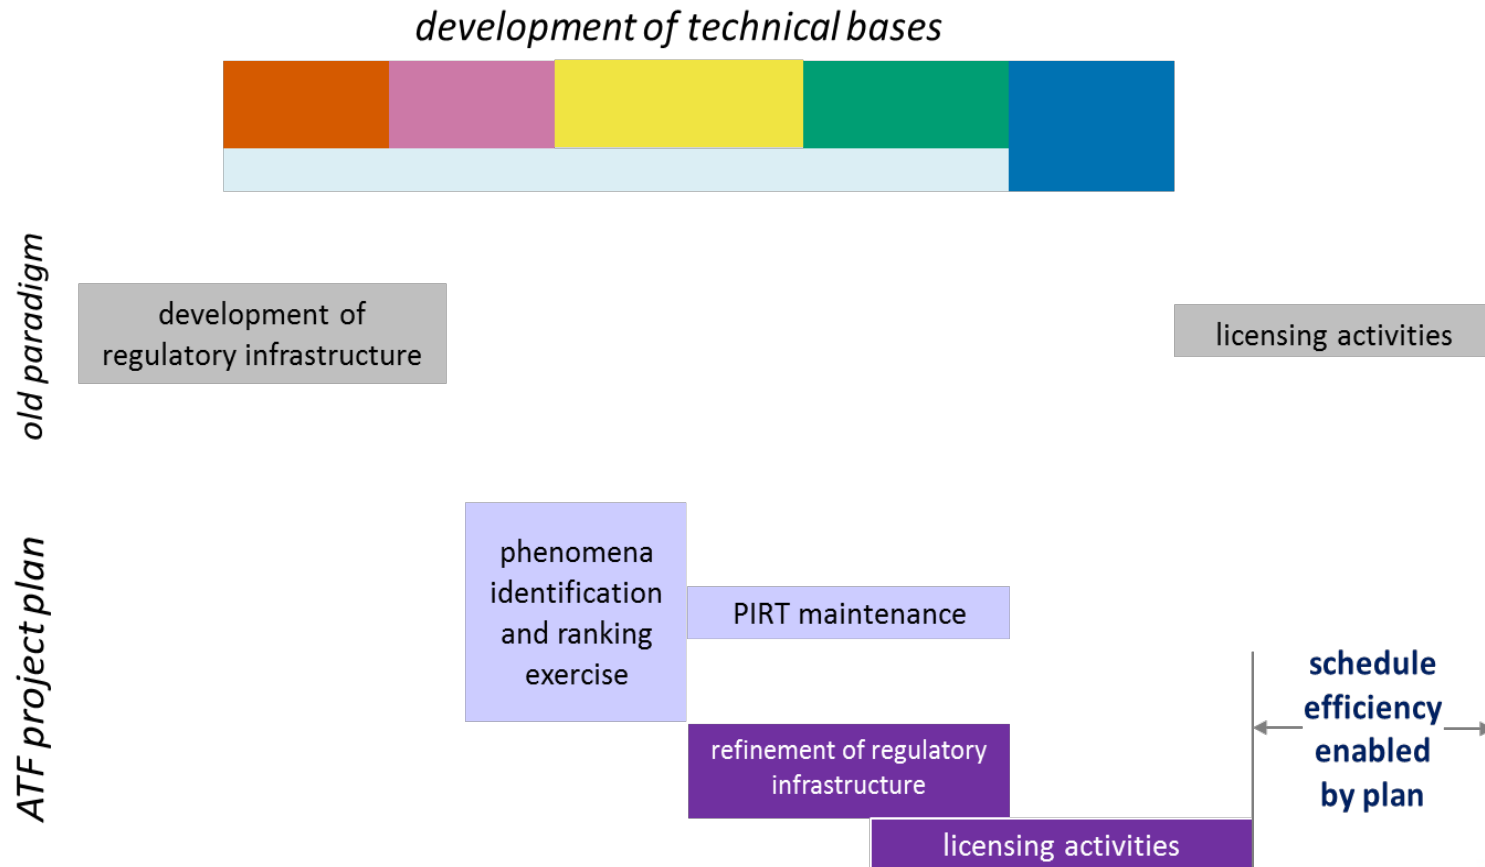 development of technical bases
old paradigm
development of
regulatory infrastructure
licensing activities
ATF project plan
phenomena
identification
and ranking
exercise
PIRT maintenance
refinement of regulatory
infrastructure
licensing activities
schedule
efficiency
enabled
by plan